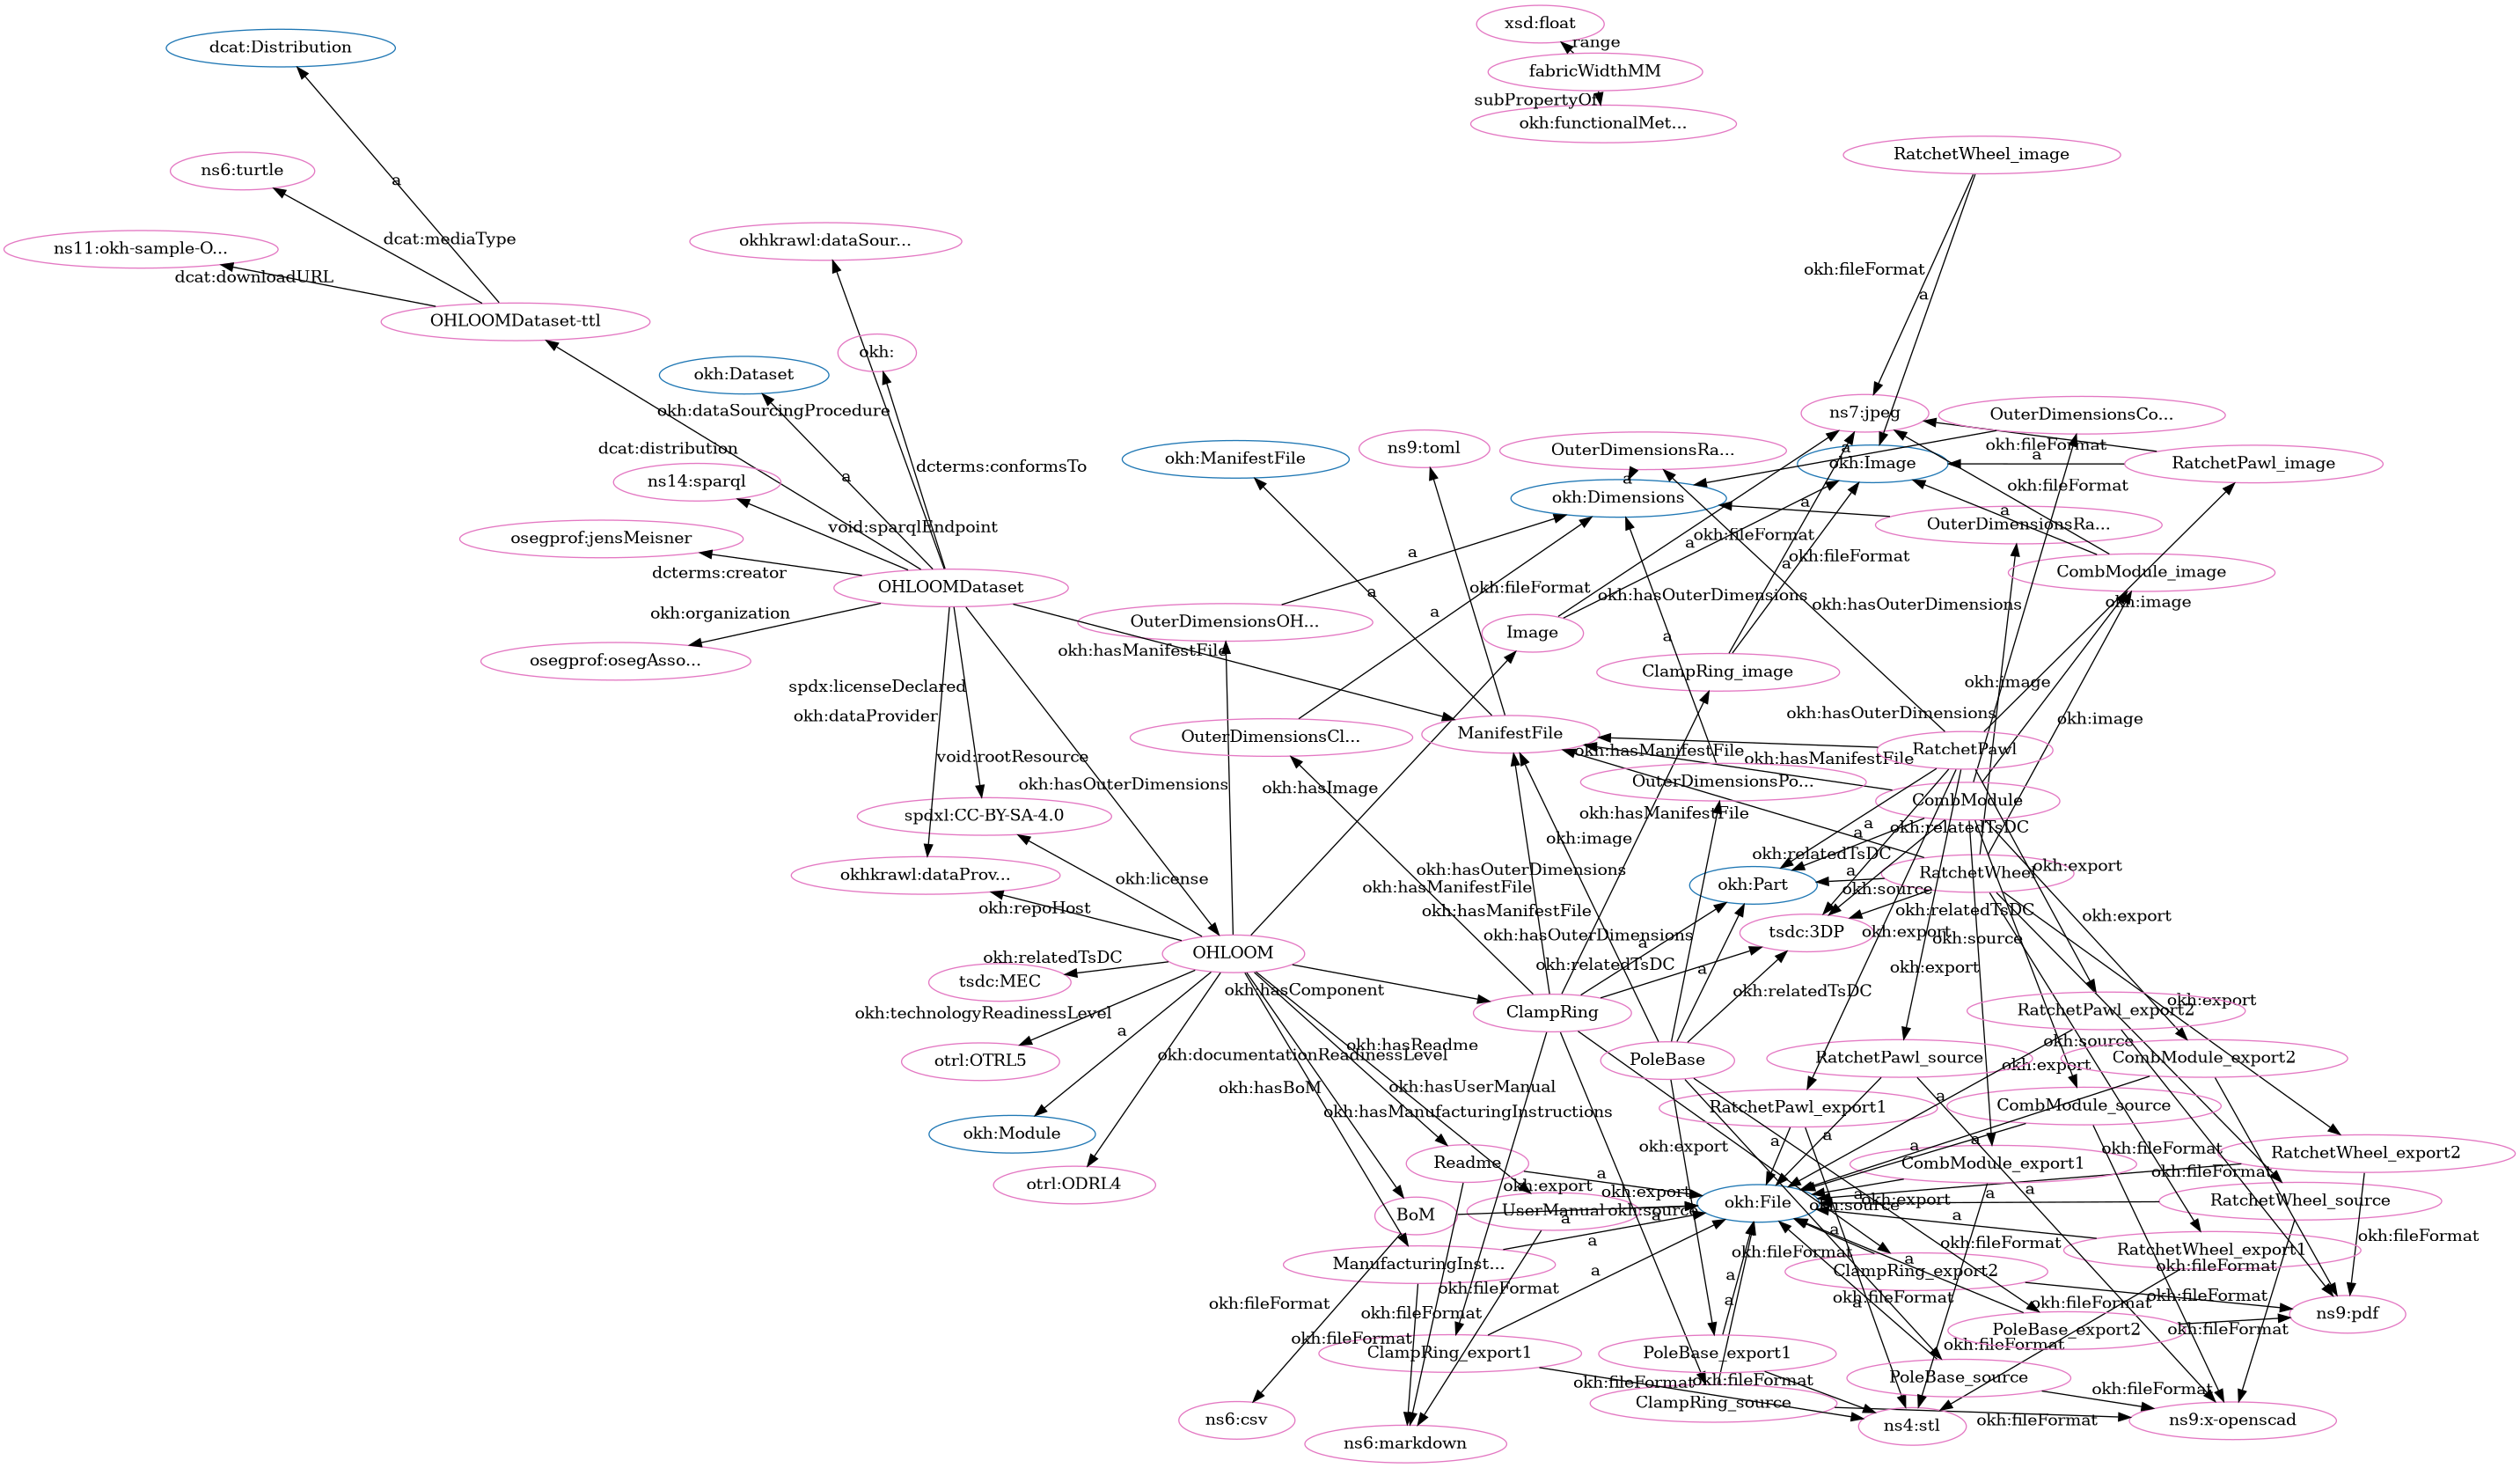 xsd:float
range
dcat:Distribution
fabricWidthMM
subPropertyOf
okh:functionalMet...
RatchetWheel_image
ns6:turtle
a
dcat:mediaType
ns11:okh-sample-O...
okhkrawl:dataSour...
dcat:downloadURL
okh:fileFormat
a
OHLOOMDataset-ttl
okh:
okh:Dataset
okh:dataSourcingProcedure
ns7:jpeg
OuterDimensionsCo...
dcat:distribution
okh:ManifestFile
ns9:toml
OuterDimensionsRa...
a
okh:fileFormat
a
okh:Image
RatchetPawl_image
dcterms:conformsTo
a
ns14:sparql
a
okh:Dimensions
okh:fileFormat
a
a
void:sparqlEndpoint
OuterDimensionsRa...
osegprof:jensMeisner
okh:fileFormat
a
a
okh:fileFormat
a
dcterms:creator
CombModule_image
OHLOOMDataset
okh:fileFormat
a
okh:hasOuterDimensions
okh:hasOuterDimensions
okh:image
okh:organization
a
OuterDimensionsOH...
Image
a
osegprof:osegAsso...
okh:hasManifestFile
ClampRing_image
spdx:licenseDeclared
okh:image
okh:dataProvider
okh:hasOuterDimensions
okh:image
OuterDimensionsCl...
ManifestFile
void:rootResource
okh:hasManifestFile
okh:hasManifestFile
RatchetPawl
okh:hasOuterDimensions
okh:hasImage
OuterDimensionsPo...
CombModule
spdxl:CC-BY-SA-4.0
okh:hasManifestFile
a
okh:relatedTsDC
okh:image
a
okh:relatedTsDC
okh:export
okhkrawl:dataProv...
okh:license
okh:hasOuterDimensions
a
RatchetWheel
okh:hasManifestFile
okh:Part
okh:source
okh:repoHost
okh:hasManifestFile
okh:relatedTsDC
okh:export
okh:hasOuterDimensions
tsdc:3DP
okh:export
okh:source
OHLOOM
a
okh:relatedTsDC
okh:relatedTsDC
a
okh:export
tsdc:MEC
okh:hasComponent
okh:relatedTsDC
okh:export
okh:technologyReadinessLevel
ClampRing
RatchetPawl_export2
a
okh:hasReadme
okh:source
otrl:OTRL5
okh:documentationReadinessLevel
PoleBase
RatchetPawl_source
CombModule_export2
okh:export
okh:hasBoM
okh:hasUserManual
a
okh:hasManufacturingInstructions
RatchetPawl_export1
CombModule_source
okh:Module
a
a
a
a
okh:export
okh:fileFormat
RatchetWheel_export2
Readme
CombModule_export1
a
okh:fileFormat
otrl:ODRL4
okh:export
okh:export
a
a
a
okh:export
RatchetWheel_source
okh:File
okh:source
BoM
UserManual
okh:source
a
a
a
a
okh:fileFormat
okh:fileFormat
a
okh:fileFormat
a
RatchetWheel_export1
ManufacturingInst...
okh:fileFormat
a
ClampRing_export2
a
okh:fileFormat
okh:fileFormat
okh:fileFormat
a
okh:fileFormat
okh:fileFormat
a
okh:fileFormat
ns9:pdf
okh:fileFormat
PoleBase_export2
okh:fileFormat
okh:fileFormat
okh:fileFormat
ClampRing_export1
PoleBase_export1
PoleBase_source
okh:fileFormat
okh:fileFormat
okh:fileFormat
ClampRing_source
ns6:csv
okh:fileFormat
ns4:stl
ns9:x-openscad
ns6:markdown